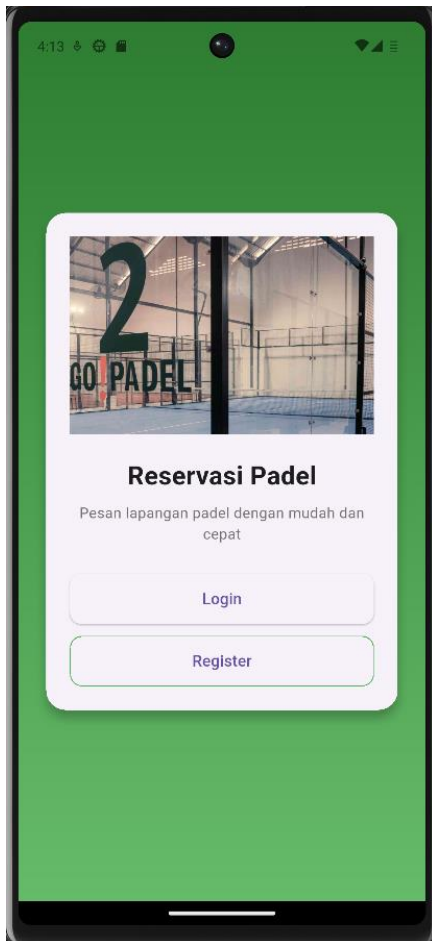 4:13
2
GO!PADEL
Reservasi Padel
Pesan lapangan padel dengan mudah dan
cepat
Login
Register